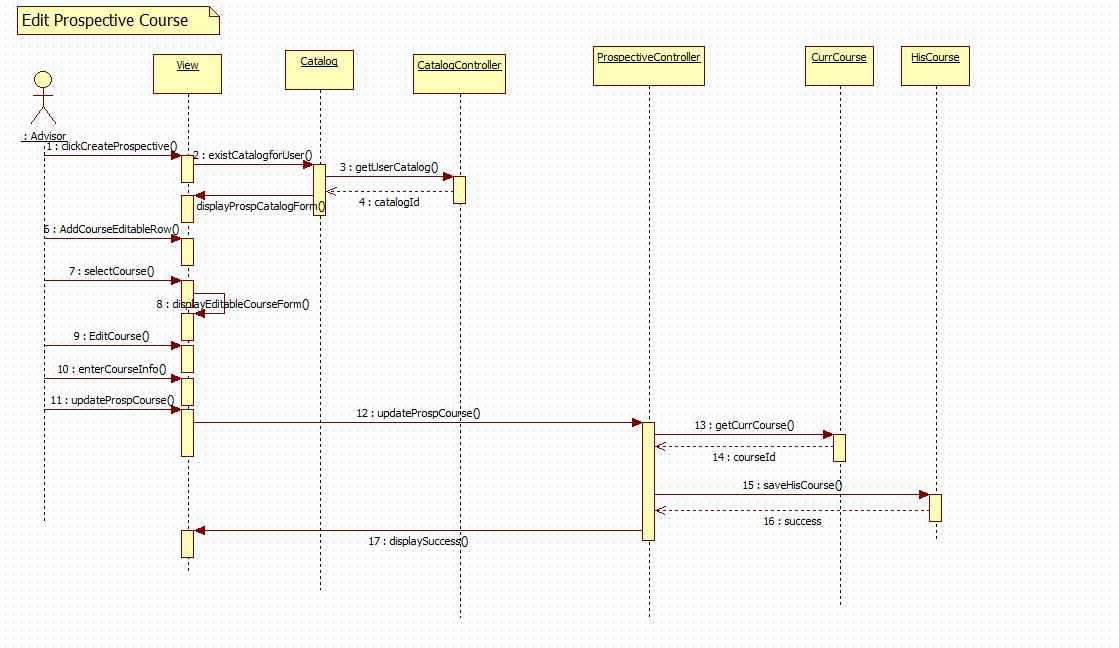 Edit Prospective Course
View
Catalog
CatalogController
ProspectiveController
CurrCourse
HisCourse
: Advisor
1 : clickCreateProspective()
2 : existCatalogforUser()
3 : getUserCatalog()
4 : catalogId
displayProspCatalogForm()
6 : AddCourseEditableRow()
7 : selectCourse()
8 : displayEditableCourseForm()
9 : EditCourse()
10 : enterCourseInfo()
11 : updateProspCourse()
12 : updateProspCourse()
13 : getCurrCourse()
14 : courseId
15 : saveHisCourse()
16 : success
17 : displaySuccess()